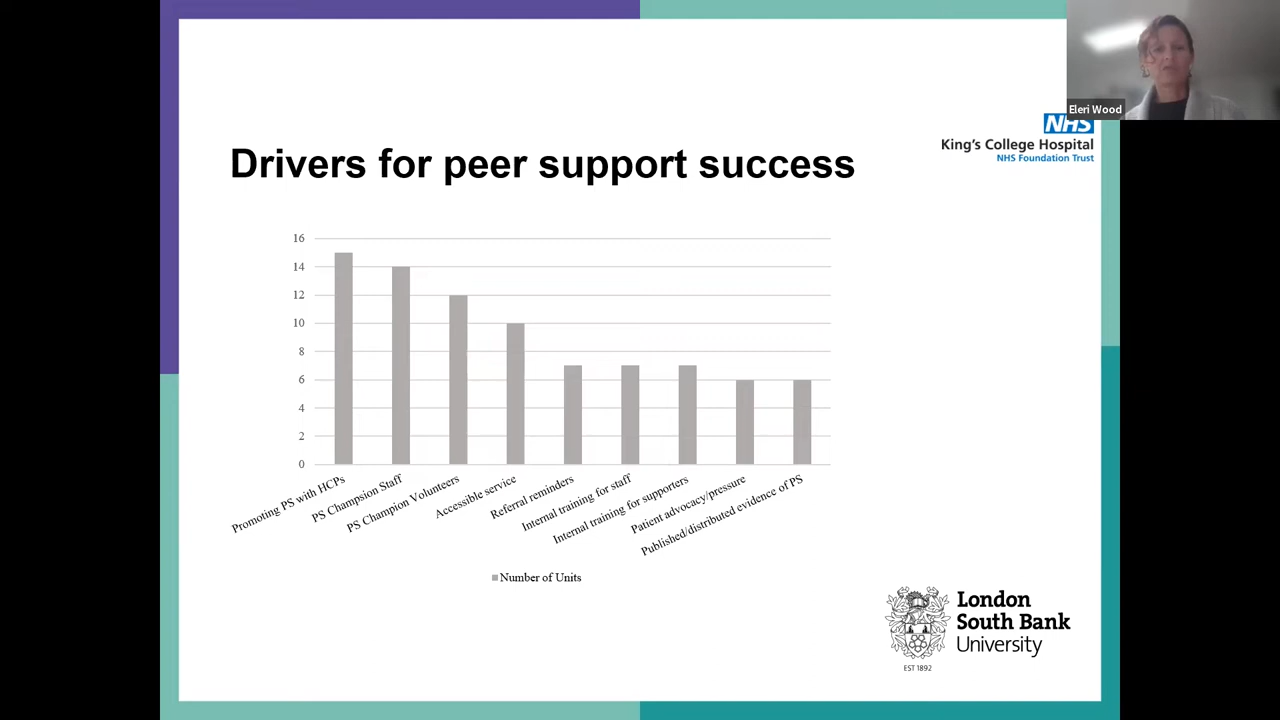 Eleri Wood
NHS
King's College Hospital
NHS Foundation Trust
Drivers for peer support success
16
14
12
10
8
6
4
2
0
Promoting PS with HCPs
PS Champsion Staff
PS Champion Volunteers
Accessible service
Referral reminders
Internal training for staff
Internal training for supporters
Patient advocacy/pressure
Published/distributed evidence of PS
Number of Units
London
South Bank
University
EST 1892